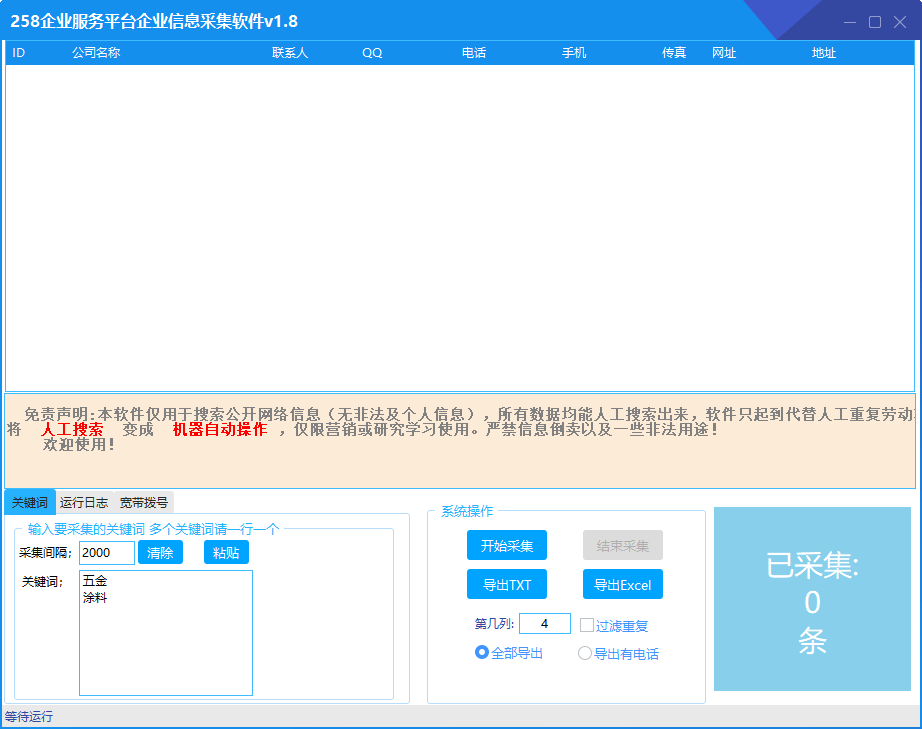 258企业服务平台企业信息采集软件v1.8
ID 公司名称 联系人 QQ 电话 手机 传真 网址 地址
免责声明:本软件仅用于搜索公开网络信息（无非法及个人信息），所有数据均能人工搜索出来，软件只起到代替人工重复劳动
将 人工搜索 变成 机器自动操作 ，仅限营销或研究学习使用。严禁信息倒卖以及一些非法用途！
欢迎使用！
关键词 运行日志 宽带拨号
输入要采集的关键词 多个关键词请一行一个
采集间隔: 2000 清除 粘贴
关键词: 五金
涂料
系统操作
开始采集 结束采集
导出TXT 导出Excel
第几列: 4 过滤重复
全部导出 导出有电话
已采集:
0
条
等待运行